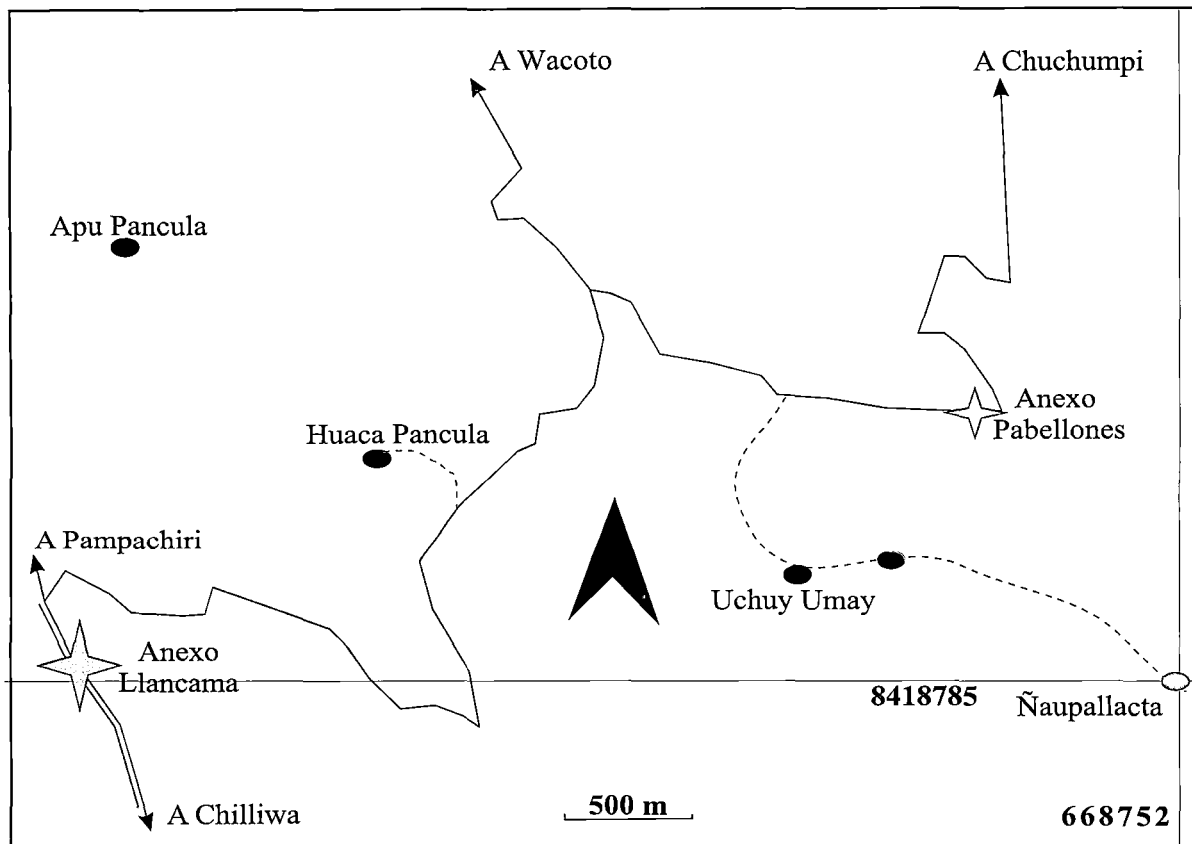 A Wacoto
A Chuchumpi
Apu Pancula
Huaca Pancula
Anexo
Pabellones
A Pampachiri
Uchuy Umay
Anexo
Llancama
8418785
Ñaupallacta
500 m
A Chilliwa
668752